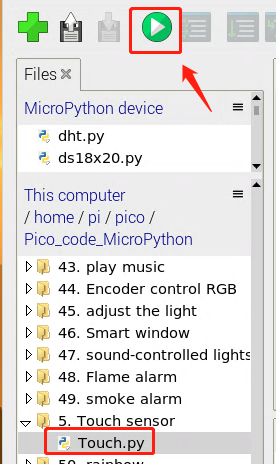 Files
MicroPython device
dht.py
ds18x20.py
This computer
/ home / pi / pico /
Pico_code_MicroPython
43. play music
44. Encoder control RGB
45. adjust the light
46. Smart window
47. sound-controlled lights
48. Flame alarm
49. smoke alarm
5. Touch sensor
Touch.py
50. rainbow